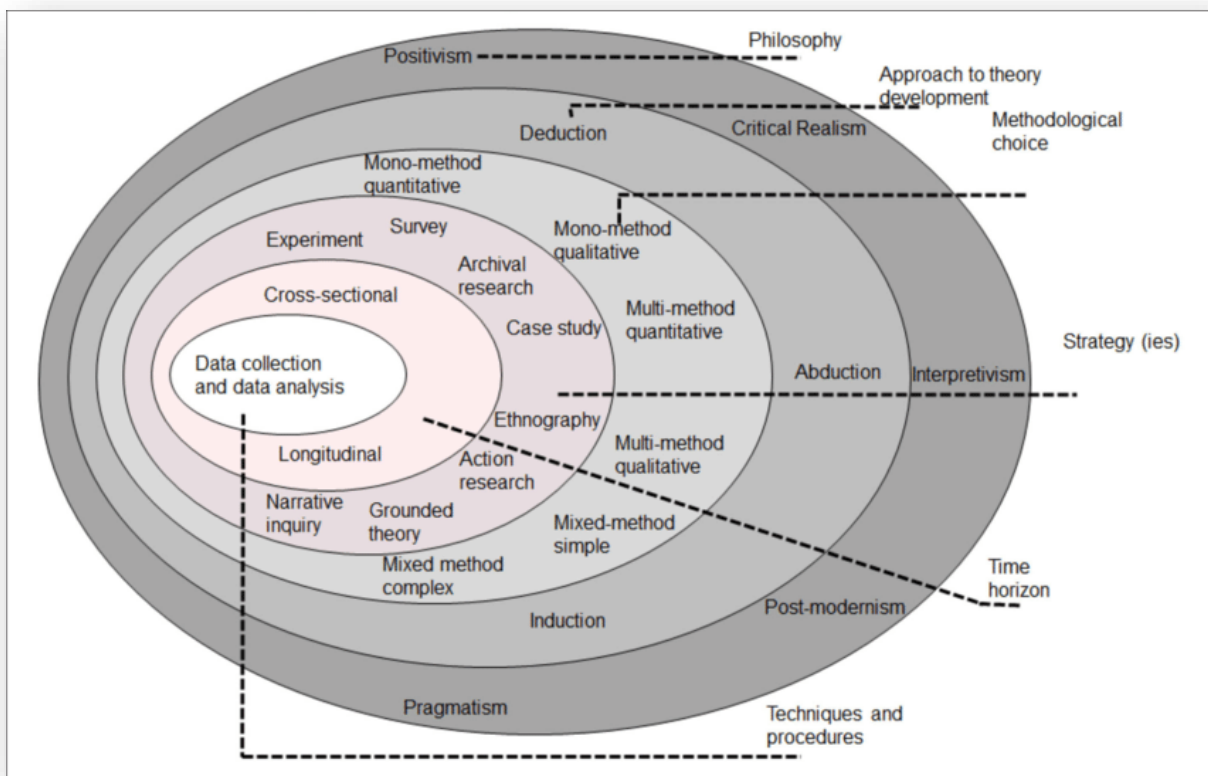 Philosophy
Positivism
Approach to theory
development
Critical Realism
Methodological
choice
Deduction
Mono-method
quantitative
Survey
Experiment
Mono-method
qualitative
Archival
research
Cross-sectional
Multi-method
quantitative
Case study
Strategy (ies)
Data collection
and data analysis
Abduction
Interpretivism
Ethnography
Multi-method
qualitative
Longitudinal
Action
research
Narrative
inquiry
Grounded
theory
Mixed-method
simple
Mixed method
complex
Time
horizon
Post-modernism
Induction
Pragmatism
Techniques and
procedures